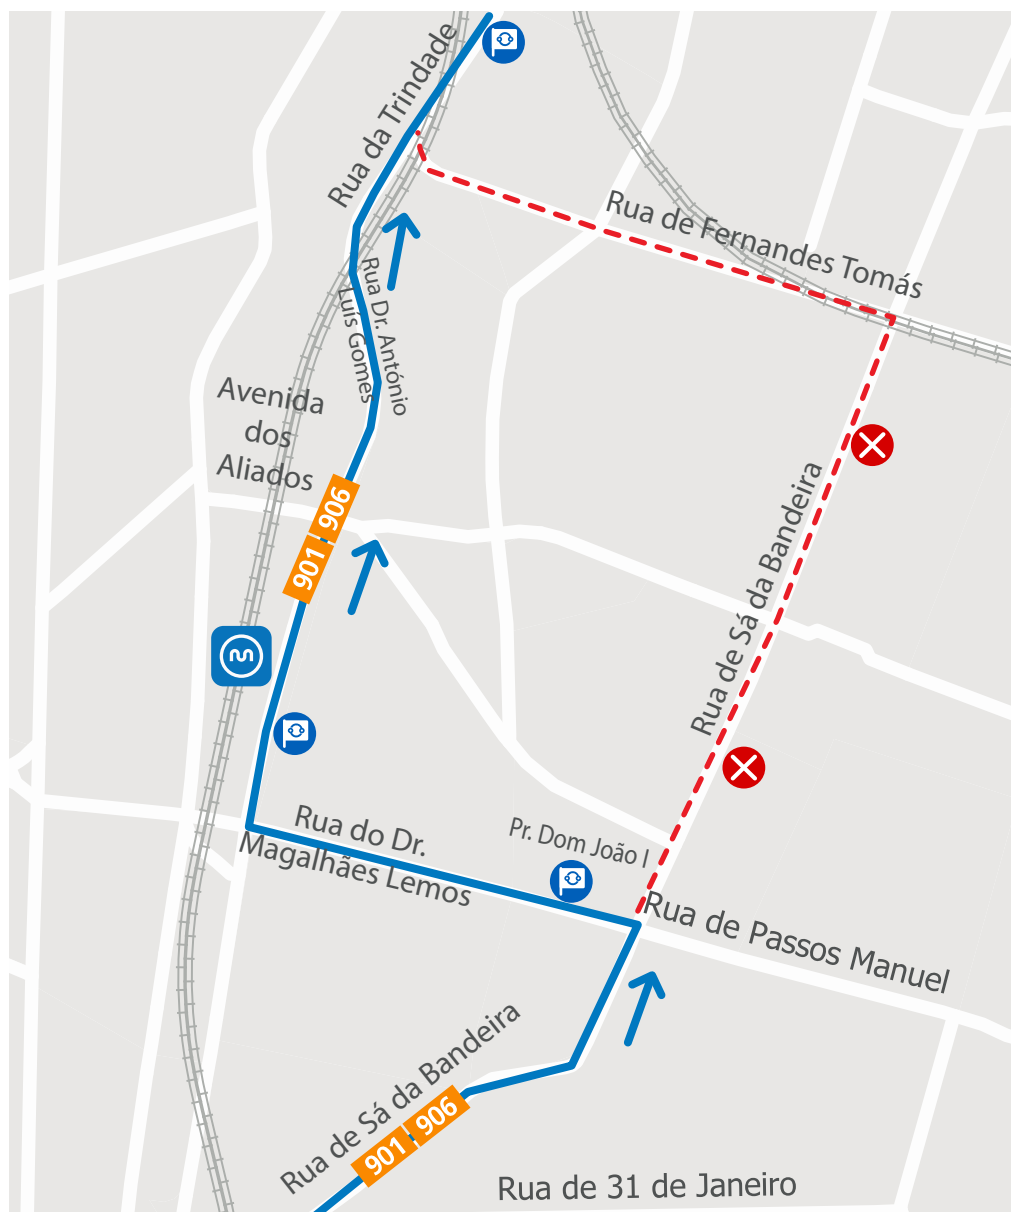 Rua da Trindade
Rua de Fernandes Tomás
Rua Dr. António
Luís Gomes
Avenida
dos
Aliados
901 906
Rua de Sá da Bandeira
Rua do Dr.
Magalhães Lemos
Pr. Dom João I
Rua de Passos Manuel
Rua de Sá da Bandeira
901 906
Rua de 31 de Janeiro